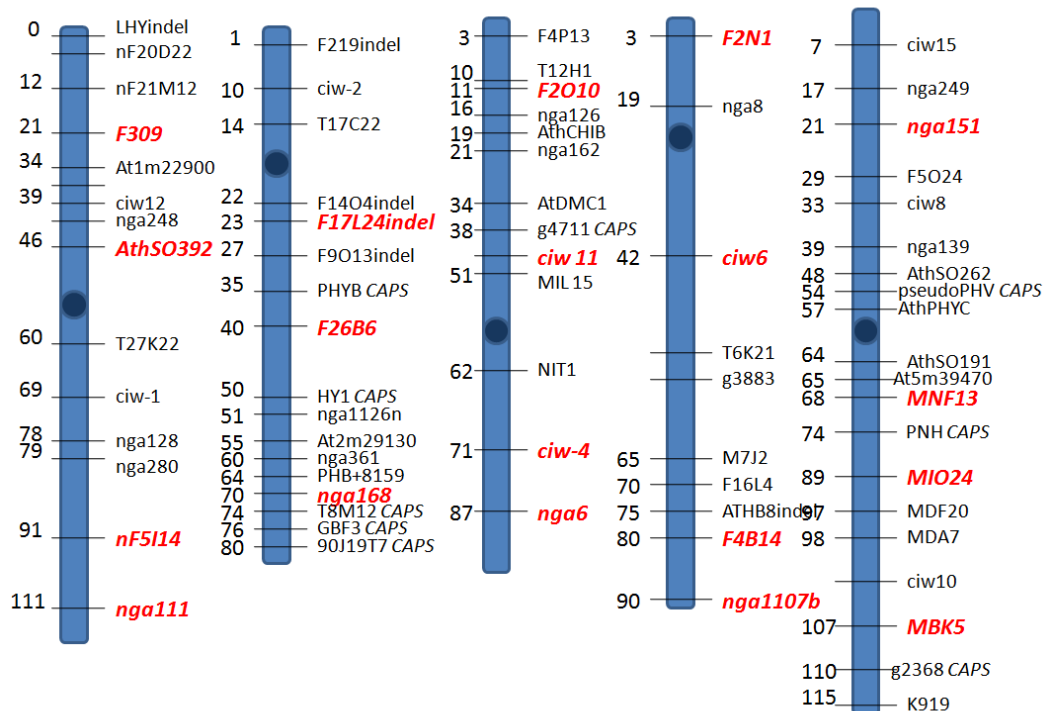 0 LHYindel
nF20D22
12 nF21M12
21 F309
34 At1m22900
39 ciw12
nga248
46 AthSO392
60 T27K22
69 ciw-1
78 nga128
79 nga280
91 nF5I14
111 nga111
1 F219indel
10 ciw-2
14 T17C22
22 F14O4indel
23 F17L24indel
27 F9O13indel
35 PHYB CAPS
40 F26B6
50 HY1 CAPS
51 nga1126n
55 At2m29130
60 nga361
64 PHB+8159
70 nga168
74 T8M12 CAPS
76 GBF3 CAPS
80 90J19T7 CAPS
3 F4P13
10 T12H1
11 F2O10
16 nga126
19 AthCHIB
21 nga162
34 AtDMC1
38 g4711 CAPS
ciw 11
51 MIL 15
62 NIT1
71 ciw-4
87 nga6
3 F2N1
19 nga8
42 ciw6
T6K21
g3883
65 M7J2
70 F16L4
75 ATHB8indel
80 F4B14
90 nga1107b
7 ciw15
17 nga249
21 nga151
29 F5O24
33 ciw8
39 nga139
48 AthSO262
54 pseudoPHV CAPS
57 AthPHYC
64 AthSO191
65 At5m39470
68 MNF13
74 PNH CAPS
89 MIO24
97 MDF20
98 MDA7
ciw10
107 MBK5
110 g2368 CAPS
115 K919